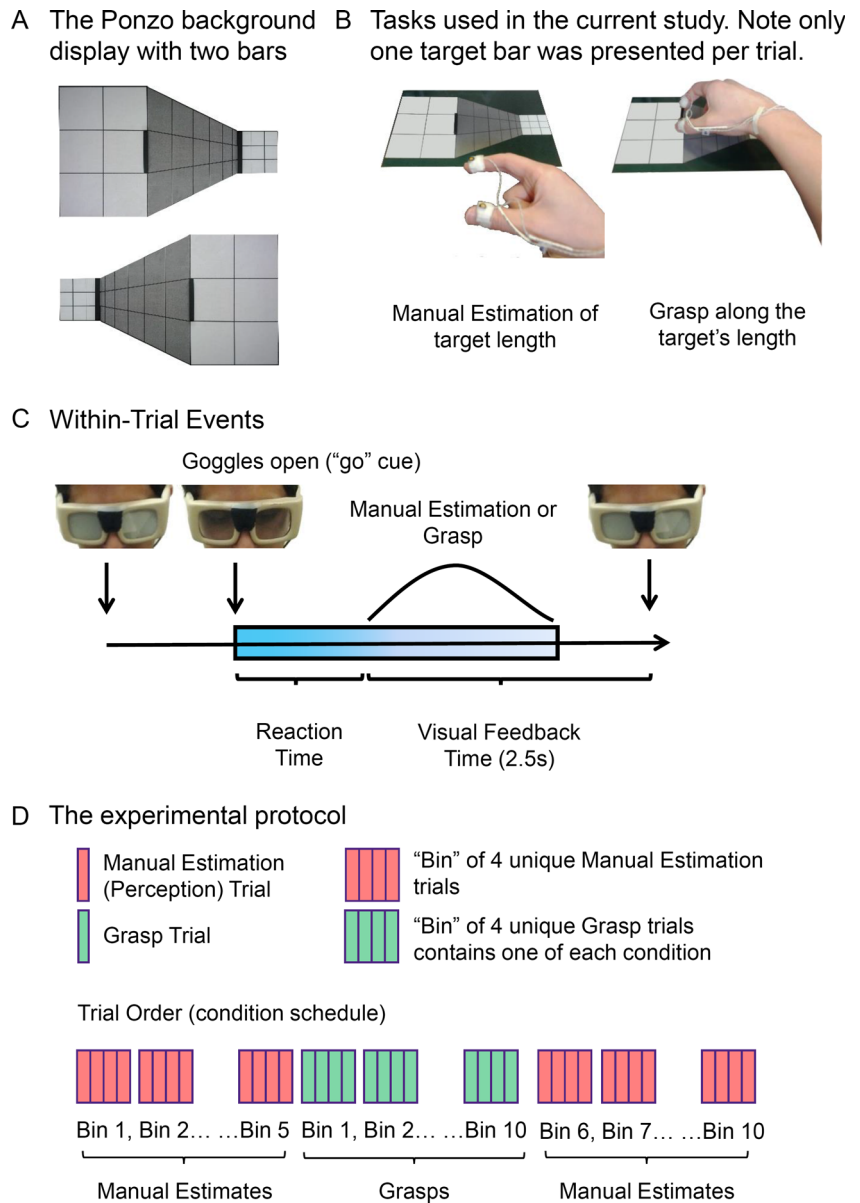 A The Ponzo background
display with two bars
B Tasks used in the current study. Note only
one target bar was presented per trial.
Manual Estimation of
target length
Grasp along the
target's length
C Within-Trial Events
Goggles open (“go” cue)
Manual Estimation or
Grasp
Reaction
Time
Visual Feedback
Time (2.5s)
D The experimental protocol
Manual Estimation
(Perception) Trial
“Bin” of 4 unique Manual Estimation
trials
Grasp Trial
“Bin” of 4 unique Grasp trials
contains one of each condition
Trial Order (condition schedule)
Bin 1, Bin 2… …Bin 5 Bin 1, Bin 2… …Bin 10 Bin 6, Bin 7… …Bin 10
Manual Estimates Grasps Manual Estimates